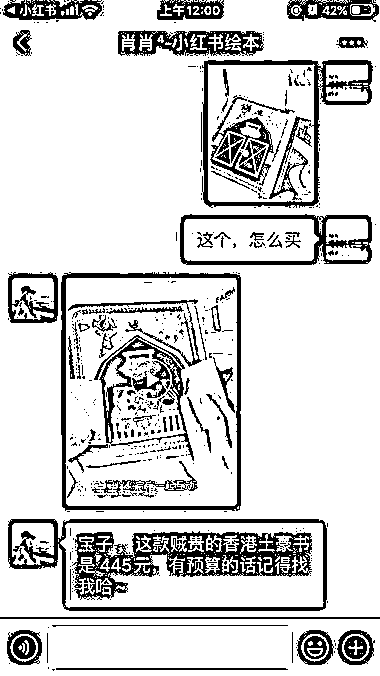 小红书 上午12:00 42%
肖肖⁴-小红书绘本
这个，怎么买
宝子，这款贼贵的香港土豪书
是445元，有预算的话记得找
我哈~